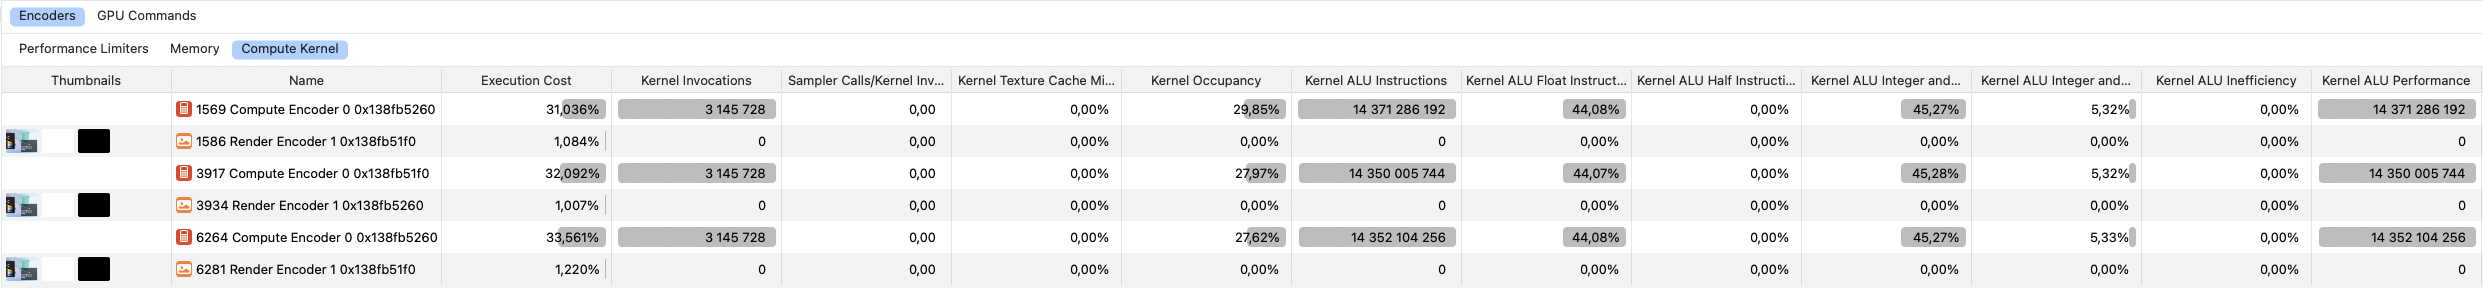 Encoders GPU Commands
Performance Limiters Memory Compute Kernel
Thumbnails Name Execution Cost Kernel Invocations Sampler Calls/Kernel Inv... Kernel Texture Cache Mi... Kernel Occupancy Kernel ALU Instructions Kernel ALU Float Instruct... Kernel ALU Half Instructi... Kernel ALU Integer and... Kernel ALU Integer and... Kernel ALU Inefficiency Kernel ALU Performance
1569 Compute Encoder 0 0x138fb5260 31,036% 3 145 728 0,00 0,00% 29,85% 14 371 286 192 44,08% 0,00% 45,27% 5,32% 0,00% 14 371 286 192
1586 Render Encoder 1 0x138fb51f0 1,084% 0 0,00 0,00% 0,00% 0 0,00% 0,00% 0,00% 0,00% 0,00% 0
3917 Compute Encoder 0 0x138fb51f0 32,092% 3 145 728 0,00 0,00% 27,97% 14 350 005 744 44,07% 0,00% 45,28% 5,32% 0,00% 14 350 005 744
3934 Render Encoder 1 0x138fb5260 1,007% 0 0,00 0,00% 0,00% 0 0,00% 0,00% 0,00% 0,00% 0,00% 0
6264 Compute Encoder 0 0x138fb5260 33,561% 3 145 728 0,00 0,00% 27,62% 14 352 104 256 44,08% 0,00% 45,27% 5,33% 0,00% 14 352 104 256
6281 Render Encoder 1 0x138fb51f0 1,220% 0 0,00 0,00% 0,00% 0 0,00% 0,00% 0,00% 0,00% 0,00% 0